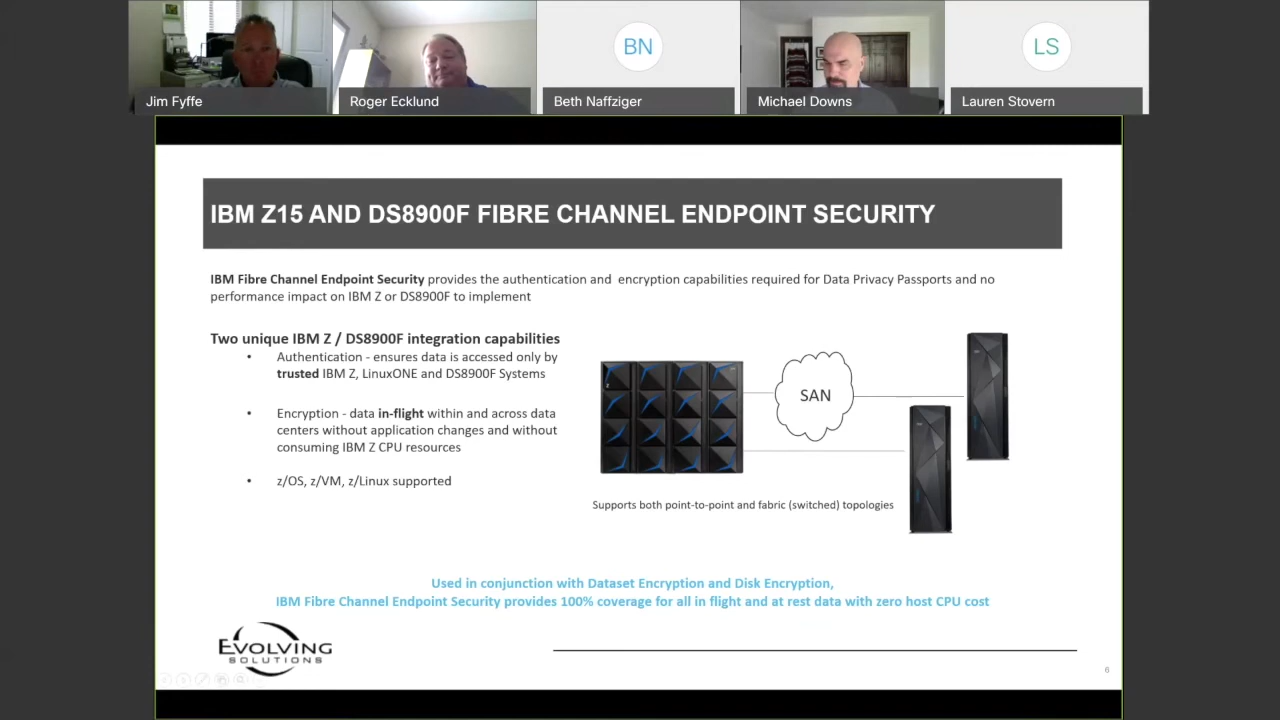 BN
LS
Jim Fyffe
Roger Ecklund
Beth Naffziger
Michael Downs
Lauren Stovern
IBM Z15 AND DS8900F FIBRE CHANNEL ENDPOINT SECURITY
IBM Fibre Channel Endpoint Security provides the authentication and encryption capabilities required for Data Privacy Passports and no
performance impact on IBM Z or DS8900F to implement
Two unique IBM Z / DS8900F integration capabilities
• Authentication - ensures data is accessed only by
trusted IBM Z, LinuxONE and DS8900F Systems
• Encryption - data in-flight within and across data
centers without application changes and without
consuming IBM Z CPU resources
• z/OS, z/VM, z/Linux supported
SAN
Supports both point-to-point and fabric (switched) topologies
Used in conjunction with Dataset Encryption and Disk Encryption,
IBM Fibre Channel Endpoint Security provides 100% coverage for all in flight and at rest data with zero host CPU cost
EVOLVING
SOLUTIONS
6